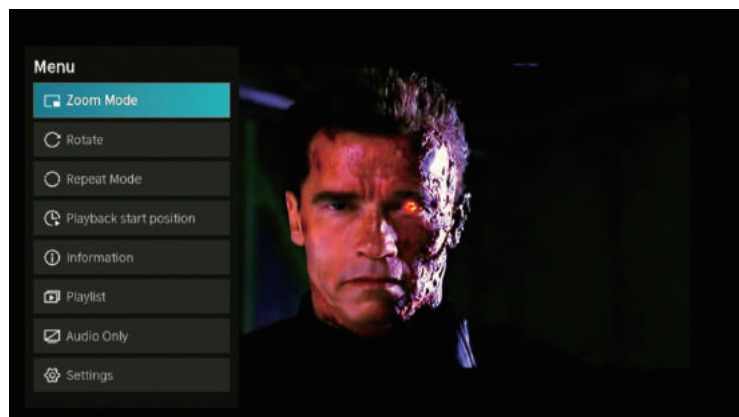 Menu
Zoom Mode
Rotate
Repeat Mode
Playback start position
Information
Playlist
Audio Only
Settings